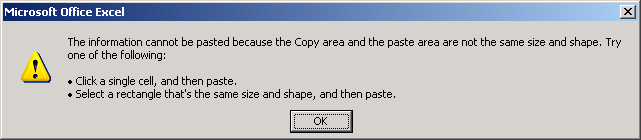 Microsoft Office Excel
The information cannot be pasted because the Copy area and the paste area are not the same size and shape. Try
one of the following:
• Click a single cell, and then paste.
• Select a rectangle that's the same size and shape, and then paste.
OK